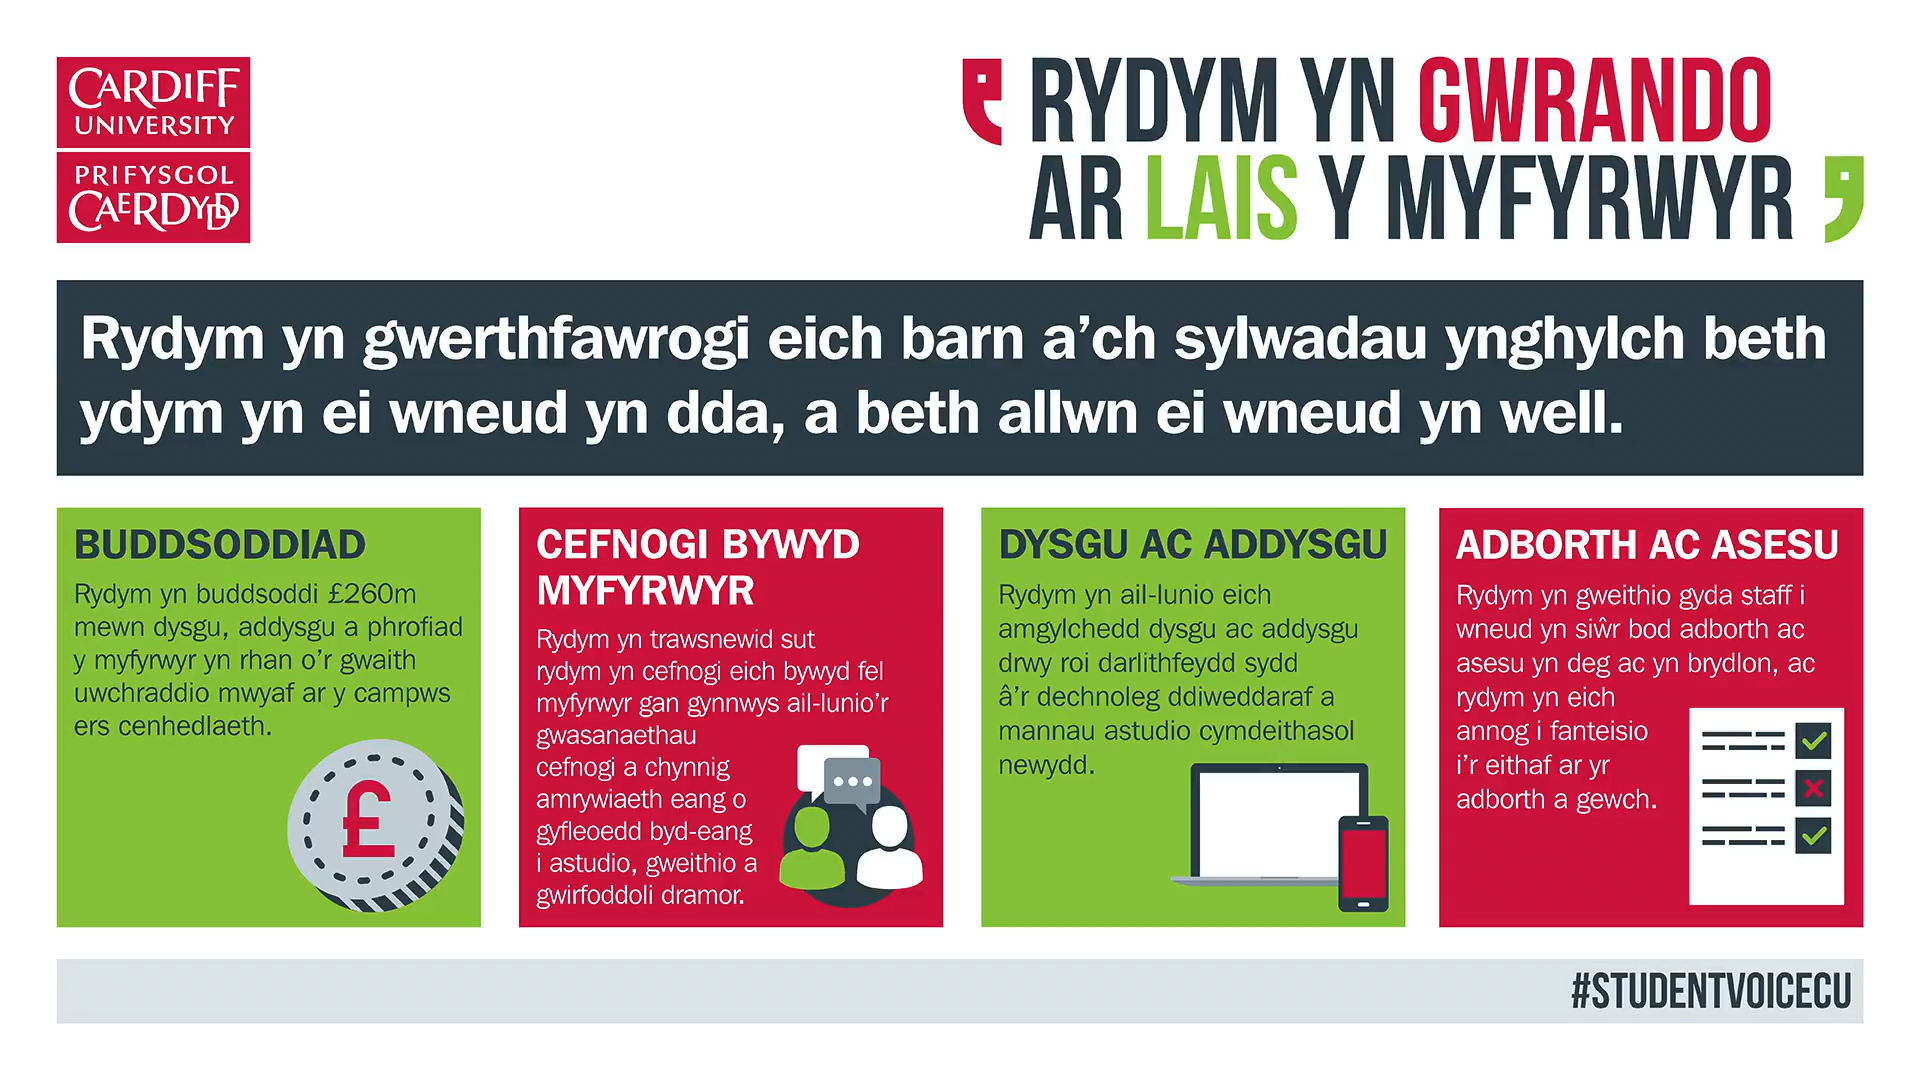 CARDIFF
UNIVERSITY
PRIFYSGOL
CAERDYDD
RYDYM YN GWRANDO
AR LAIS Y MYFYRWYR
Rydym yn gwerthfawrogi eich barn a’ch sylwadau ynghylch beth
ydym yn ei wneud yn dda, a beth allwn ei wneud yn well.
BUDDSODDIAD
Rydym yn buddsoddi £260m
mewn dysgu, addysgu a phrofiad
y myfyrwyr yn rhan o’r gwaith
uwchraddio mwyaf ar y campws
ers cenhedlaeth.
£
CEFNOGI BYWYD
MYFYRWYR
Rydym yn trawsnewid sut
rydym yn cefnogi eich bywyd fel
myfyrwyr gan gynnwys ail-lunio’r
gwasanaethau
cefnogi a chynnig
amrywiaeth eang o
gyfleoedd byd-eang
i astudio, gweithio a
gwirfoddoli dramor.
DYSGU AC ADDYSGU
Rydym yn ail-lunio eich
amgylchedd dysgu ac addysgu
drwy roi darlithfeydd sydd
â’r dechnoleg ddiweddaraf a
mannau astudio cymdeithasol
newydd.
ADBORTH AC ASESU
Rydym yn gweithio gyda staff i
wneud yn siŵr bod adborth ac
asesu yn deg ac yn brydlon, ac
rydym yn eich
annog i fanteisio
i’r eithaf ar yr
adborth a gewch.
#STUDENTVOICECU